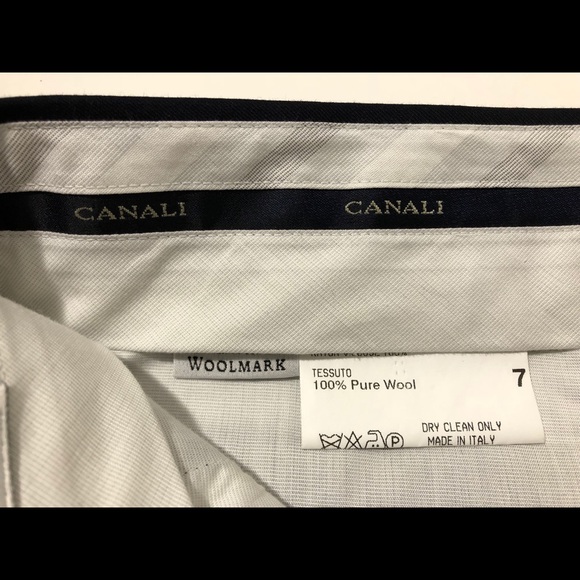 CANALI CANALI
WOOLMARK
TESSUTO
100% Pure Wool 7
DRY CLEAN ONLY
MADE IN ITALY